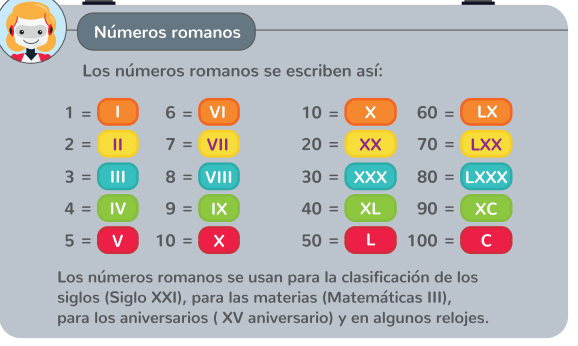 Números romanos
Los números romanos se escriben así:
1 = I 6 = VI 10 = X 60 = LX
2 = II 7 = VII 20 = XX 70 = LXX
3 = III 8 = VIII 30 = XXX 80 = LXXX
4 = IV 9 = IX 40 = XL 90 = XC
5 = V 10 = X 50 = L 100 = C
Los números romanos se usan para la clasificación de los
siglos (Siglo XXI), para las materias (Matemáticas III),
para los aniversarios ( XV aniversario) y en algunos relojes.